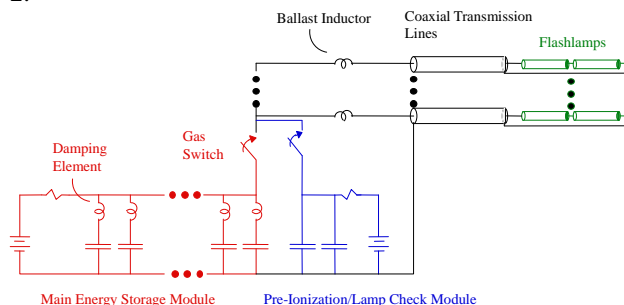 Ballast Inductor
Coaxial Transmission
Lines
Flashlamps
Gas
Switch
Damping
Element
Main Energy Storage Module
Pre-Ionization/Lamp Check Module